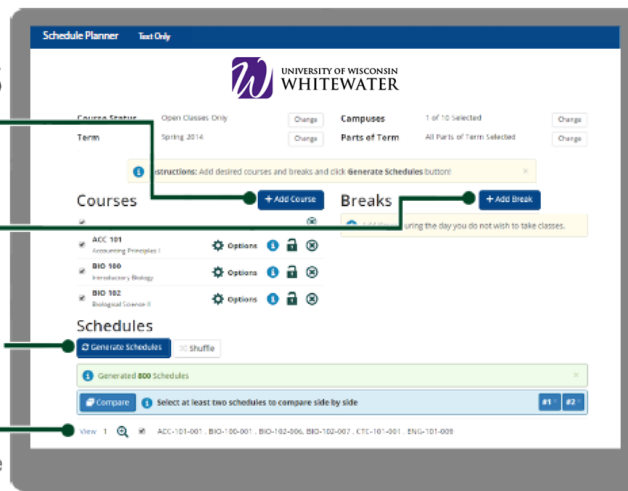 Schedule Planner Text Only
UNIVERSITY OF WISCONSIN
WHITEWATER
Course Status Open Classes Only Change Campuses 1 of 10 Selected Change
Term Spring 2014 Change Parts of Term All Parts of Term Selected Change
Instructions: Add desired courses and breaks and click Generate Schedules button! ×
Courses + Add Course Breaks + Add Break
uring the day you do not wish to take classes.
ACC 101
Accounting Principles I
Options
BIO 100
Introductory Biology
Options
BIO 102
Options
Schedules
Generate Schedules Shuffle
Generated 800 Schedules ×
Compare Select at least two schedules to compare side by side #1 × #2 ×
View 1 ACC-101-001 , BIO-100-001 , BIO-102-006, BIO-102-007 , CTC-101-001 , ENG-101-009